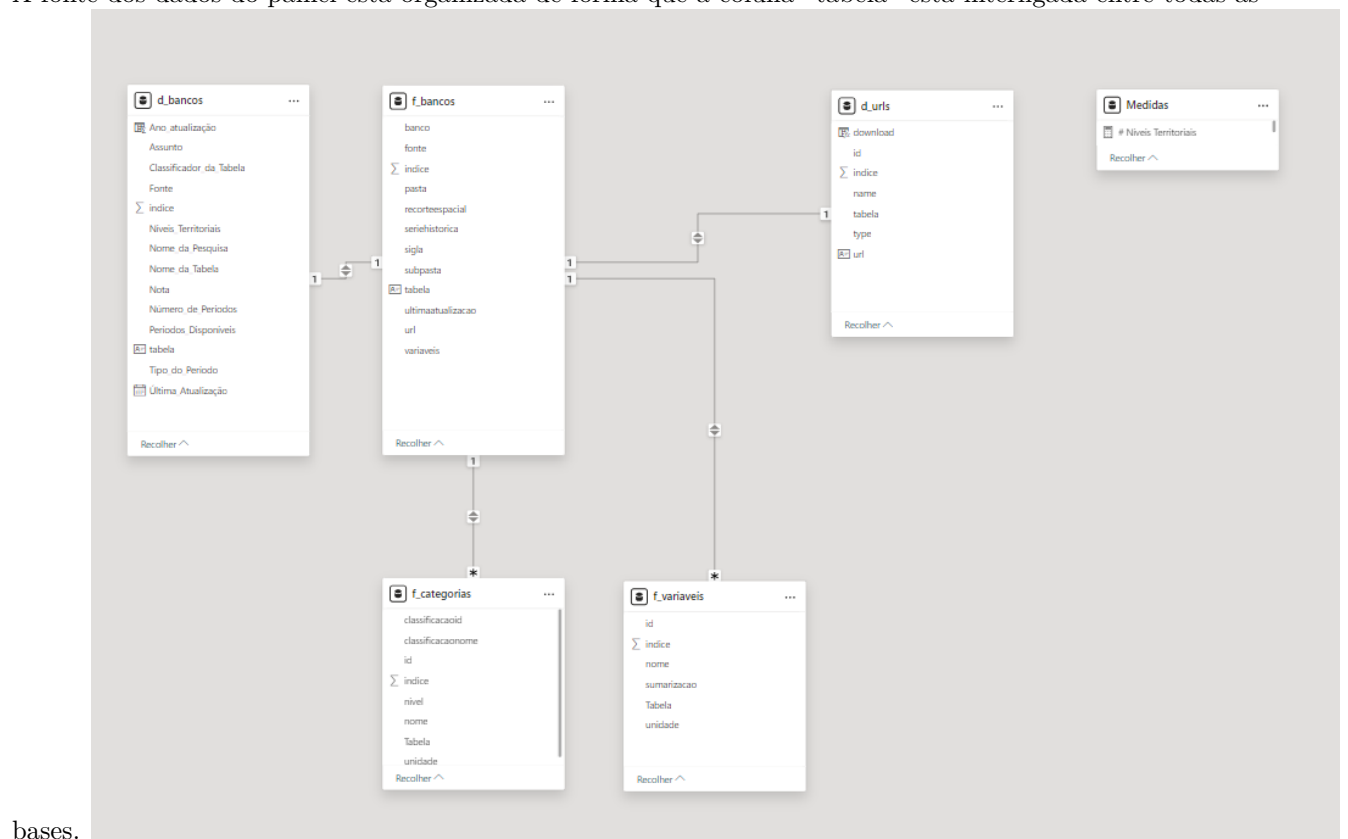 A fonte dos dados do painel está organizada de forma que a coluna "tabela" está interligada entre todas as
d_bancos
Ano_atualização
Assunto
Classificador_da_Tabela
Fonte
indice
Niveis_Territoriais
Nome_da_Pesquisa
Nome_da_Tabela
Nota
Número_de_Periodos
Periodos_Disponíveis
tabela
Tipo_do_Periodo
Última_Atualização
Recolher
f_bancos
banco
fonte
indice
pasta
recorteespacial
seriehistorica
sigla
subpasta
tabela
ultimaatualizacao
url
variaveis
Recolher
d_urls
download
id
indice
name
tabela
type
url
Recolher
Medidas
# Níveis Territoriais
Recolher
1
1
1
1
1
1
*
*
f_categorias
classificacaoid
classificacaonome
id
indice
nivel
nome
Tabela
unidade
Recolher
f_variaveis
id
indice
nome
sumarizacao
Tabela
unidade
Recolher
bases.